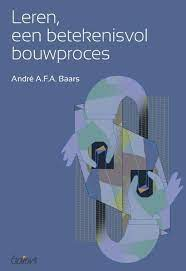 Leren,
een betekenisvol
bouwproces
André A.F.A. Baars